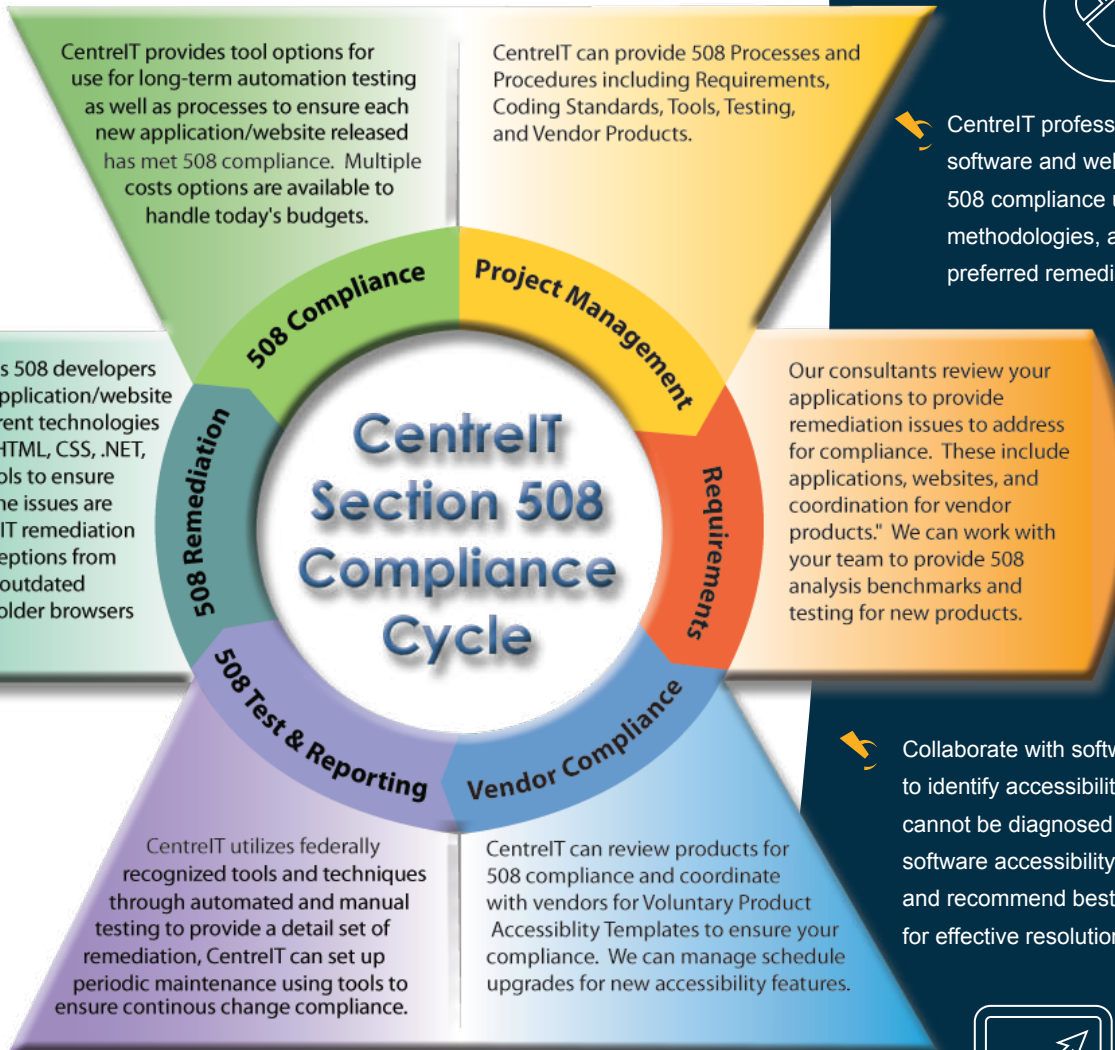 CentreIT provides tool options for
use for long-term automation testing
as well as processes to ensure each
new application/website released
has met 508 compliance. Multiple
costs options are available to
handle today's budgets.
CentreIT can provide 508 Processes and
Procedures including Requirements,
Coding Standards, Tools, Testing,
and Vendor Products.
508 Compliance
Project Management
Requirements
Vendor Compliance
508 Test & Reporting
508 Remediation
CentreIT
Section 508
Compliance
Cycle
s 508 developers
pplication/website
rent technologies
HTML, CSS, .NET,
ols to ensure
ne issues are
IT remediation
eptions from
outdated
older browsers
Our consultants review your
applications to provide
remediation issues to address
for compliance. These include
applications, websites, and
coordination for vendor
products." We can work with
your team to provide 508
analysis benchmarks and
testing for new products.
CentreIT utilizes federally
recognized tools and techniques
through automated and manual
testing to provide a detail set of
remediation, CentreIT can set up
periodic maintenance using tools to
ensure continous change compliance.
CentreIT can review products for
508 compliance and coordinate
with vendors for Voluntary Product
Accessiblity Templates to ensure your
compliance. We can manage schedule
upgrades for new accessibility features.
CentreIT profess
software and wel
508 compliance u
methodologies, a
preferred remedi
Collaborate with softw
to identify accessibilit
cannot be diagnosed
software accessibility
and recommend best
for effective resolution